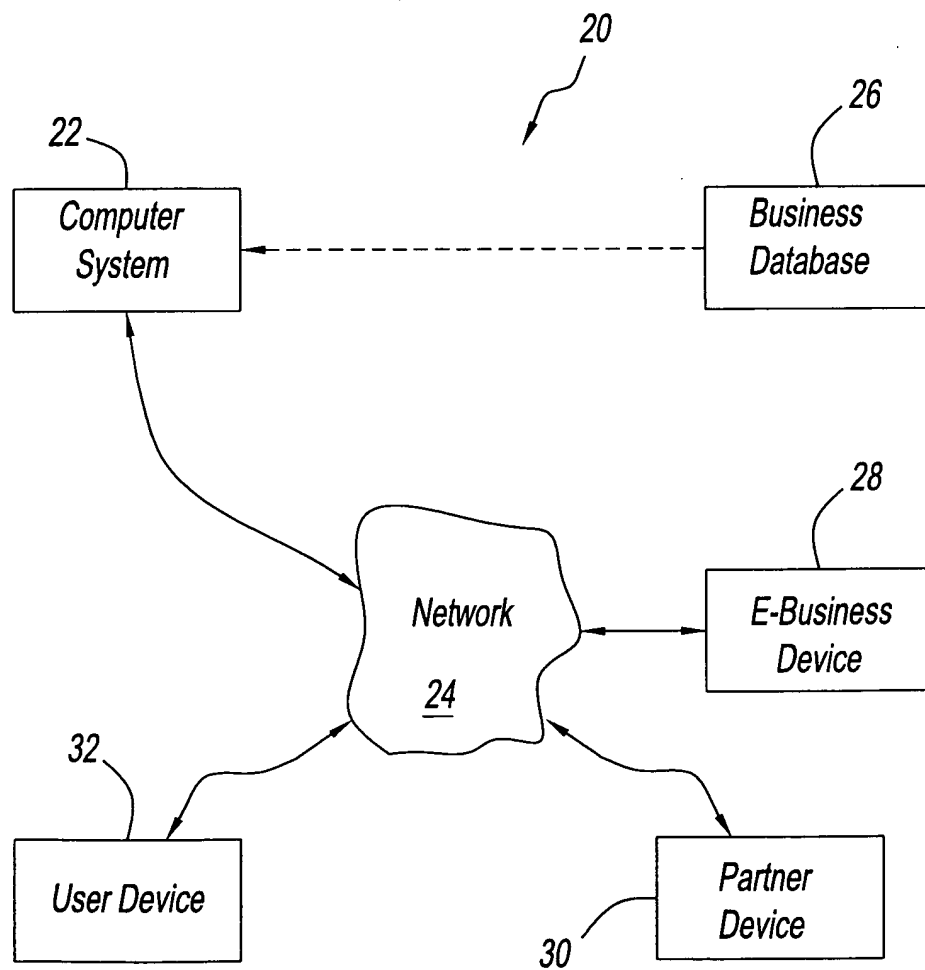 20
22
26
Computer
System
Business
Database
28
Network
24
E-Business
Device
32
User Device
Partner
Device
30